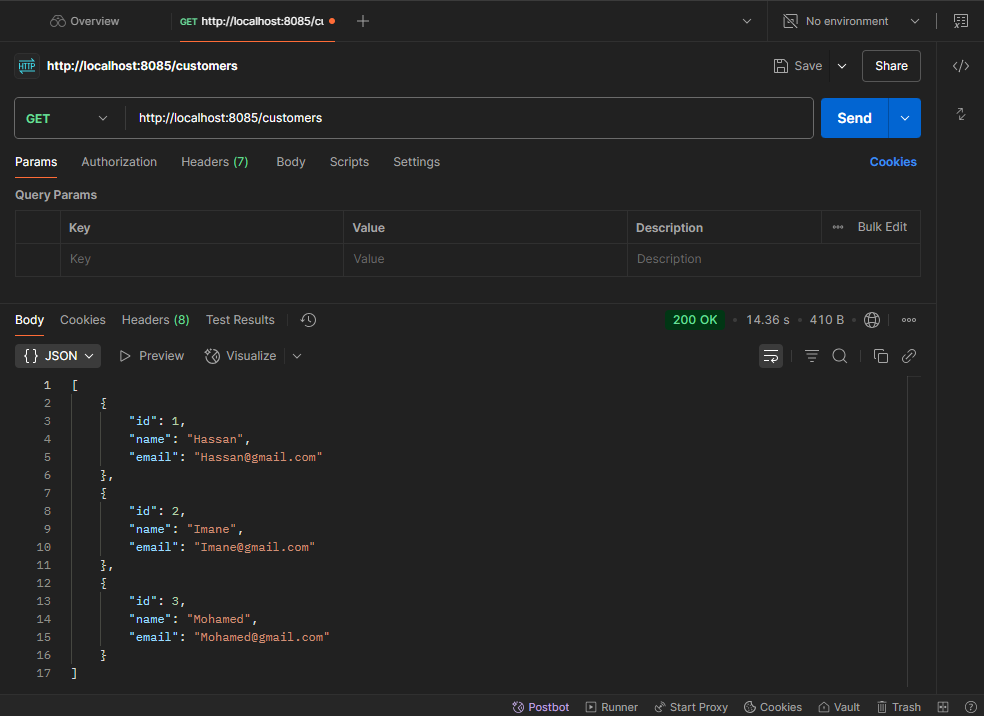 Overview
GET http://localhost:8085/cu
No environment
HTTP http://localhost:8085/customers
Save
Share
GET http://localhost:8085/customers
Send
Params Authorization Headers (7) Body Scripts Settings Cookies
Query Params
Key Value Description Bulk Edit
Key Value Description
Body Cookies Headers (8) Test Results 200 OK • 14.36 s • 410 B
{} JSON Preview Visualize
1 [
2 {
3 "id": 1,
4 "name": "Hassan",
5 "email": "Hassan@gmail.com"
6 },
7 {
8 "id": 2,
9 "name": "Imane",
10 "email": "Imane@gmail.com"
11 },
12 {
13 "id": 3,
14 "name": "Mohamed",
15 "email": "Mohamed@gmail.com"
16 }
17 ]
Postbot Runner Start Proxy Cookies Vault Trash